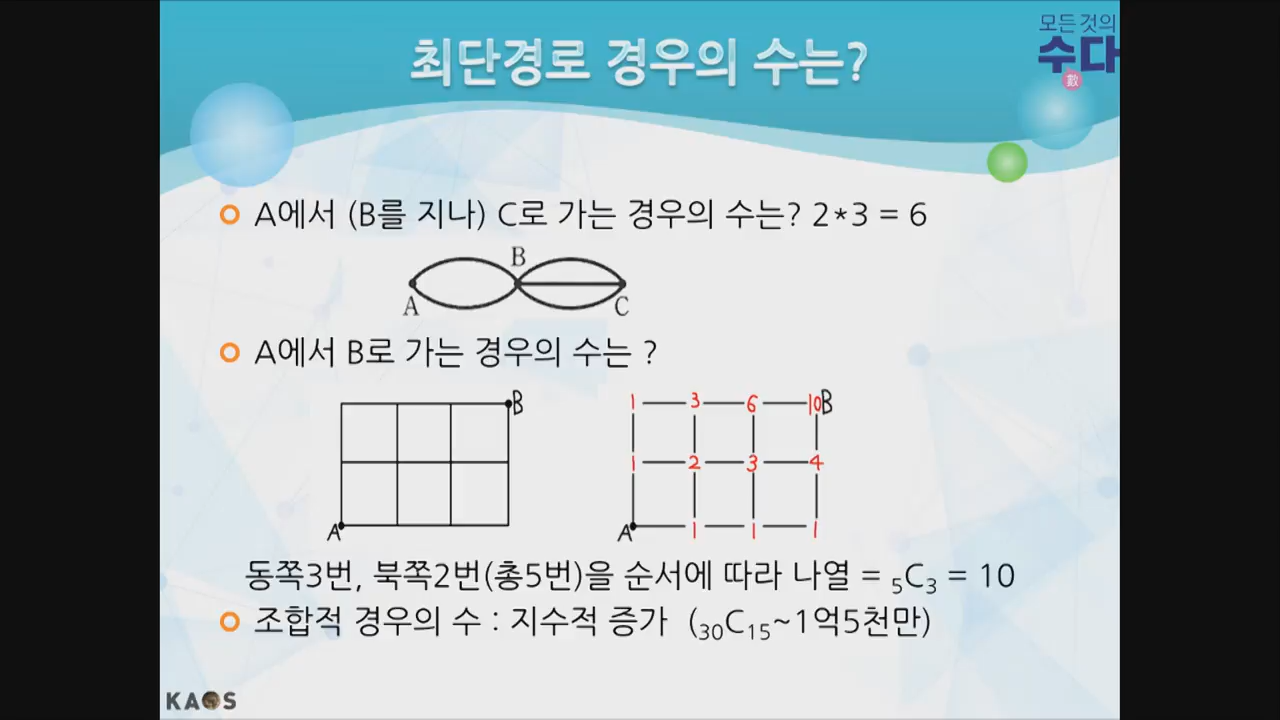 모든 것의
수다
數
최단경로 경우의 수는?
A에서 (B를 지나) C로 가는 경우의 수는? 2*3 = 6
B
A
C
A에서 B로 가는 경우의 수는 ?
B
A
1 3 6 10 B
1 2 3 4
A 1 1 1
동쪽3번, 북쪽2번(총5번)을 순서에 따라 나열 = ₅C₃ = 10
조합적 경우의 수 : 지수적 증가 (₃₀C₁₅~1억5천만)
KAOS